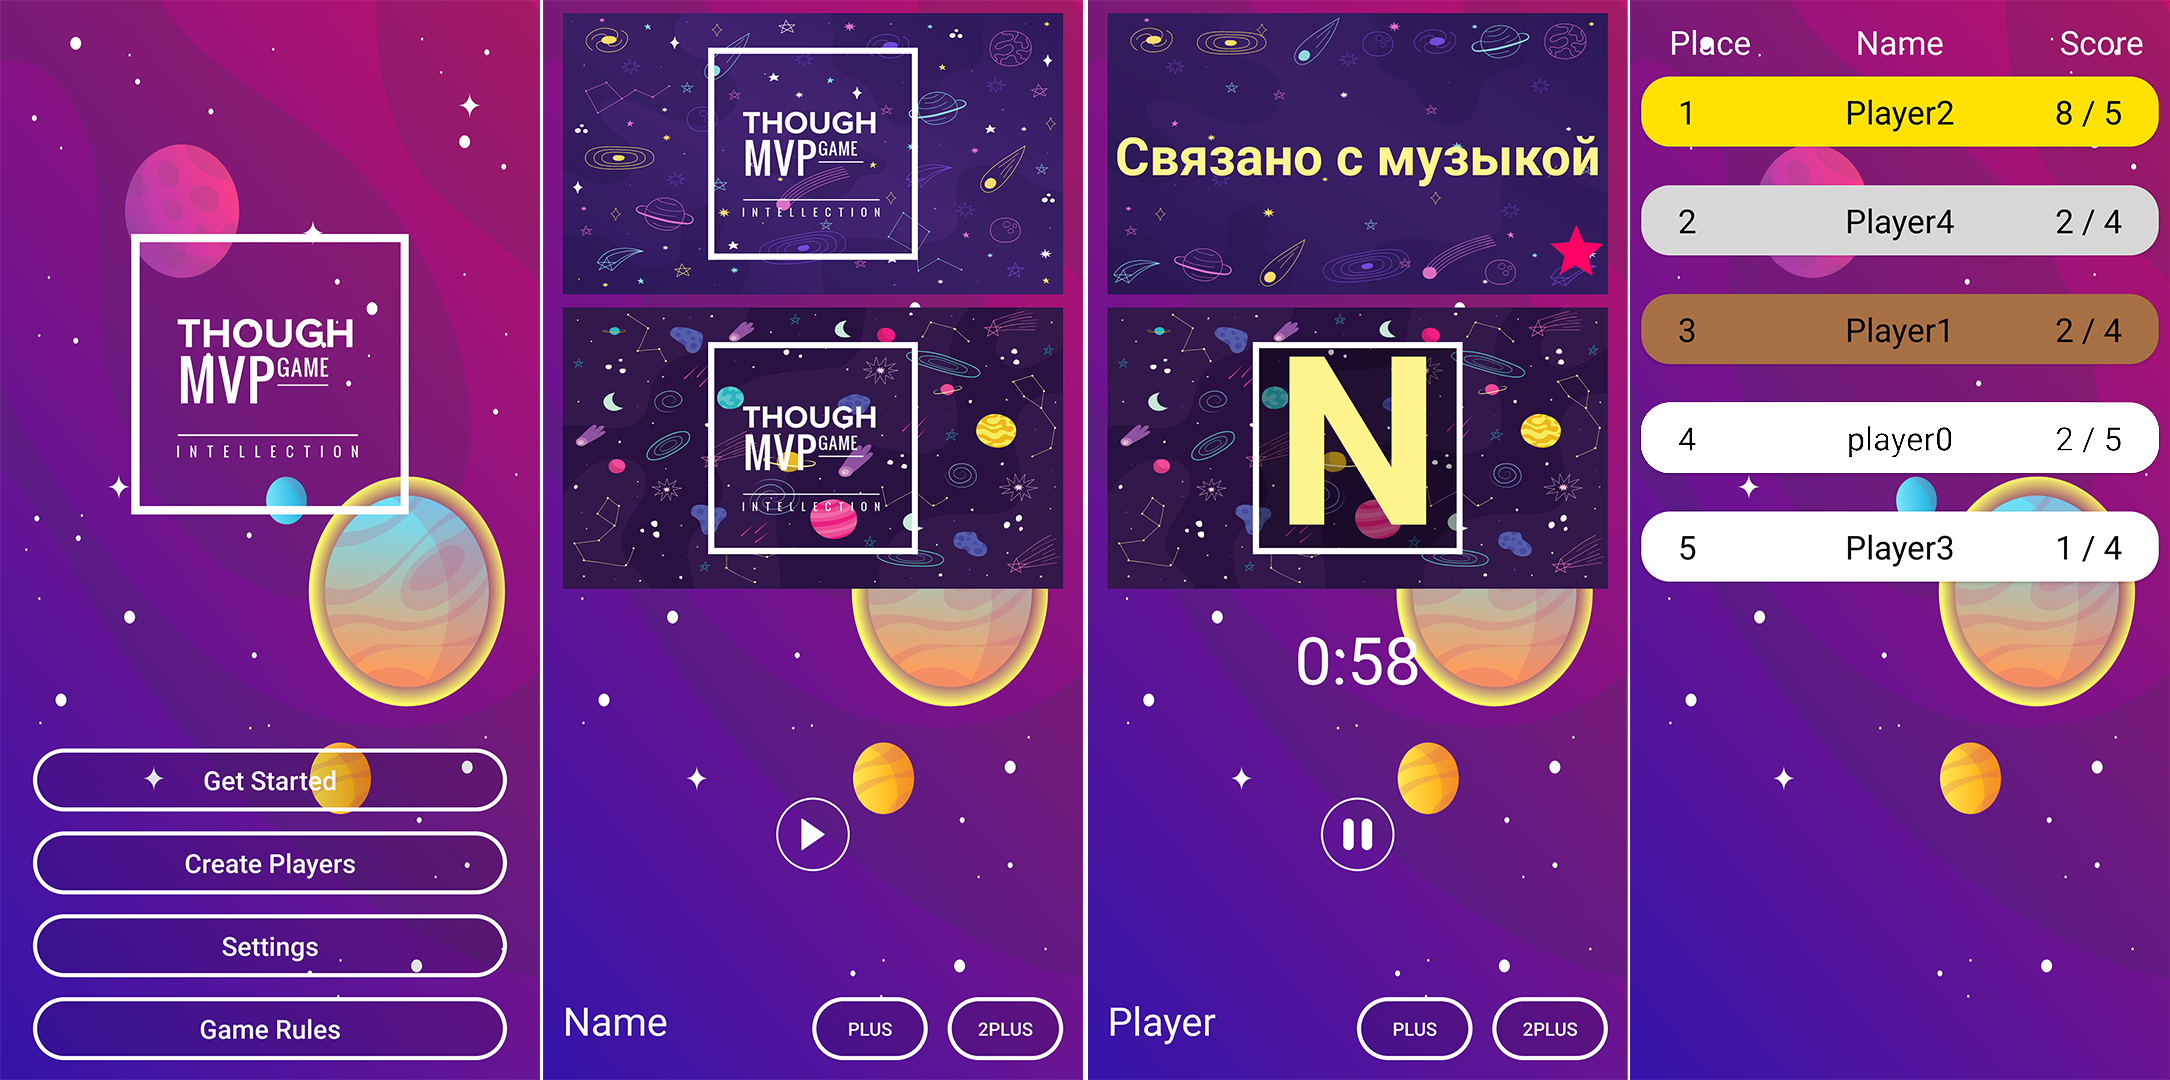 THOUGH
MVP GAME
INTELLECTION
Get Started
Create Players
Settings
Game Rules
THOUGH
MVP GAME
INTELLECTION
THOUGH
MVP GAME
INTELLECTION
Name
PLUS
2PLUS
Связано с музыкой
N
0:58
Player
PLUS
2PLUS
Place Name Score
1 Player2 8 / 5
2 Player4 2 / 4
3 Player1 2 / 4
4 player0 2 / 5
5 Player3 1 / 4